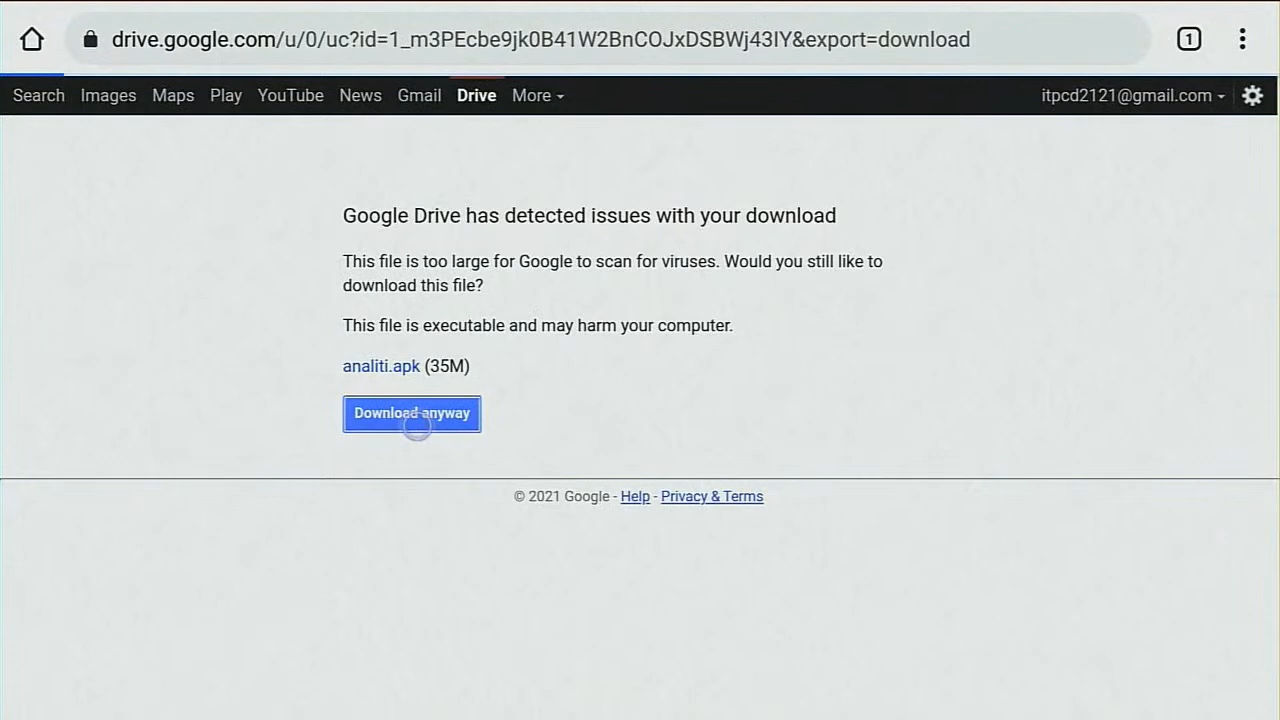 drive.google.com/u/0/uc?id=1_m3PEcbe9jk0B41W2BnCOJxDSBWj43IY&export=download
1
Search Images Maps Play YouTube News Gmail Drive More
itpcd2121@gmail.com
Google Drive has detected issues with your download
This file is too large for Google to scan for viruses. Would you still like to
download this file?
This file is executable and may harm your computer.
analiti.apk (35M)
Download anyway
© 2021 Google - Help - Privacy & Terms